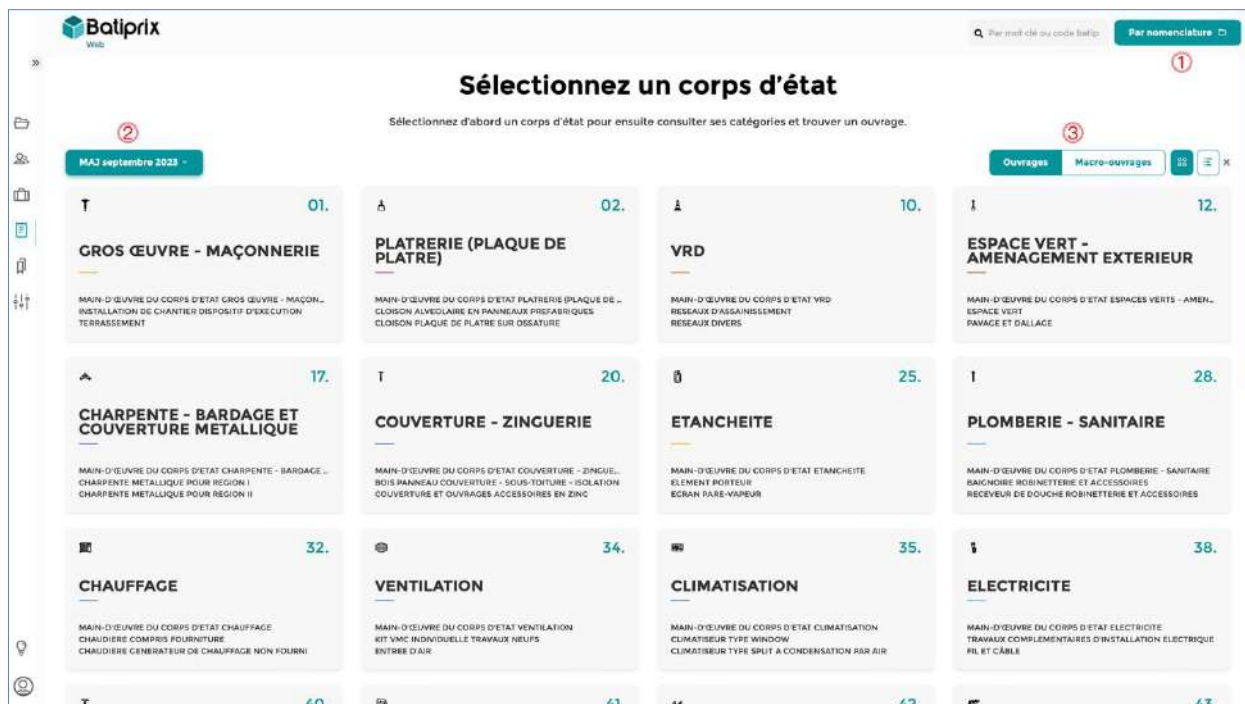 Batiprix
Web
Par mot clé ou code batip
Par nomenclature
①
Sélectionnez un corps d'état
Sélectionnez d'abord un corps d'état pour ensuite consulter ses catégories et trouver un ouvrage.
②
③
MAJ septembre 2023
Ouvrages
Macro-ouvrages
01.
GROS ŒUVRE - MAÇONNERIE
MAIN-D'ŒUVRE DU CORPS D'ETAT GROS ŒUVRE - MAÇON...
INSTALLATION DE CHANTIER DISPOSITIF D'EXECUTION
TERRASSEMENT
02.
PLATRERIE (PLAQUE DE
PLATRE)
MAIN-D'ŒUVRE DU CORPS D'ETAT PLATRERIE (PLAQUE DE ...
CLOISON ALVEOLAIRE EN PANNEAUX PREFABRIQUES
CLOISON PLAQUE DE PLATRE SUR OSSATURE
10.
VRD
MAIN-D'ŒUVRE DU CORPS D'ETAT VRD
RESEAUX D'ASSAINISSEMENT
RESEAUX DIVERS
12.
ESPACE VERT -
AMENAGEMENT EXTERIEUR
MAIN-D'ŒUVRE DU CORPS D'ETAT ESPACES VERTS - AMEN...
ESPACE VERT
PAVAGE ET DALLAGE
17.
CHARPENTE - BARDAGE ET
COUVERTURE METALLIQUE
MAIN-D'ŒUVRE DU CORPS D'ETAT CHARPENTE - BARDAGE ...
CHARPENTE METALLIQUE POUR REGION I
CHARPENTE METALLIQUE POUR REGION II
20.
COUVERTURE - ZINGUERIE
MAIN-D'ŒUVRE DU CORPS D'ETAT COUVERTURE - ZINGUE...
BOIS PANNEAU COUVERTURE - SOUS-TOITURE - ISOLATION
COUVERTURE ET OUVRAGES ACCESSOIRES EN ZINC
25.
ETANCHEITE
MAIN-D'ŒUVRE DU CORPS D'ETAT ETANCHEITE
ELEMENT PORTEUR
ECRAN PARE-VAPEUR
28.
PLOMBERIE - SANITAIRE
MAIN-D'ŒUVRE DU CORPS D'ETAT PLOMBERIE - SANITAIRE
BAIGNOIRE ROBINETTERIE ET ACCESSOIRES
RECEVEUR DE DOUCHE ROBINETTERIE ET ACCESSOIRES
32.
CHAUFFAGE
MAIN-D'ŒUVRE DU CORPS D'ETAT CHAUFFAGE
CHAUDIERE COMPRIS FOURNITURE
CHAUDIERE GENERATEUR DE CHAUFFAGE NON FOURNI
34.
VENTILATION
MAIN-D'ŒUVRE DU CORPS D'ETAT VENTILATION
KIT VMC INDIVIDUELLE TRAVAUX NEUFS
ENTREE D'AIR
35.
CLIMATISATION
MAIN-D'ŒUVRE DU CORPS D'ETAT CLIMATISATION
CLIMATISEUR TYPE WINDOW
CLIMATISEUR TYPE SPLIT A CONDENSATION PAR AIR
38.
ELECTRICITE
MAIN-D'ŒUVRE DU CORPS D'ETAT ELECTRICITE
TRAVAUX COMPLEMENTAIRES D'INSTALLATION ELECTRIQUE
FIL ET CÂBLE
40.
41.
42.
43.